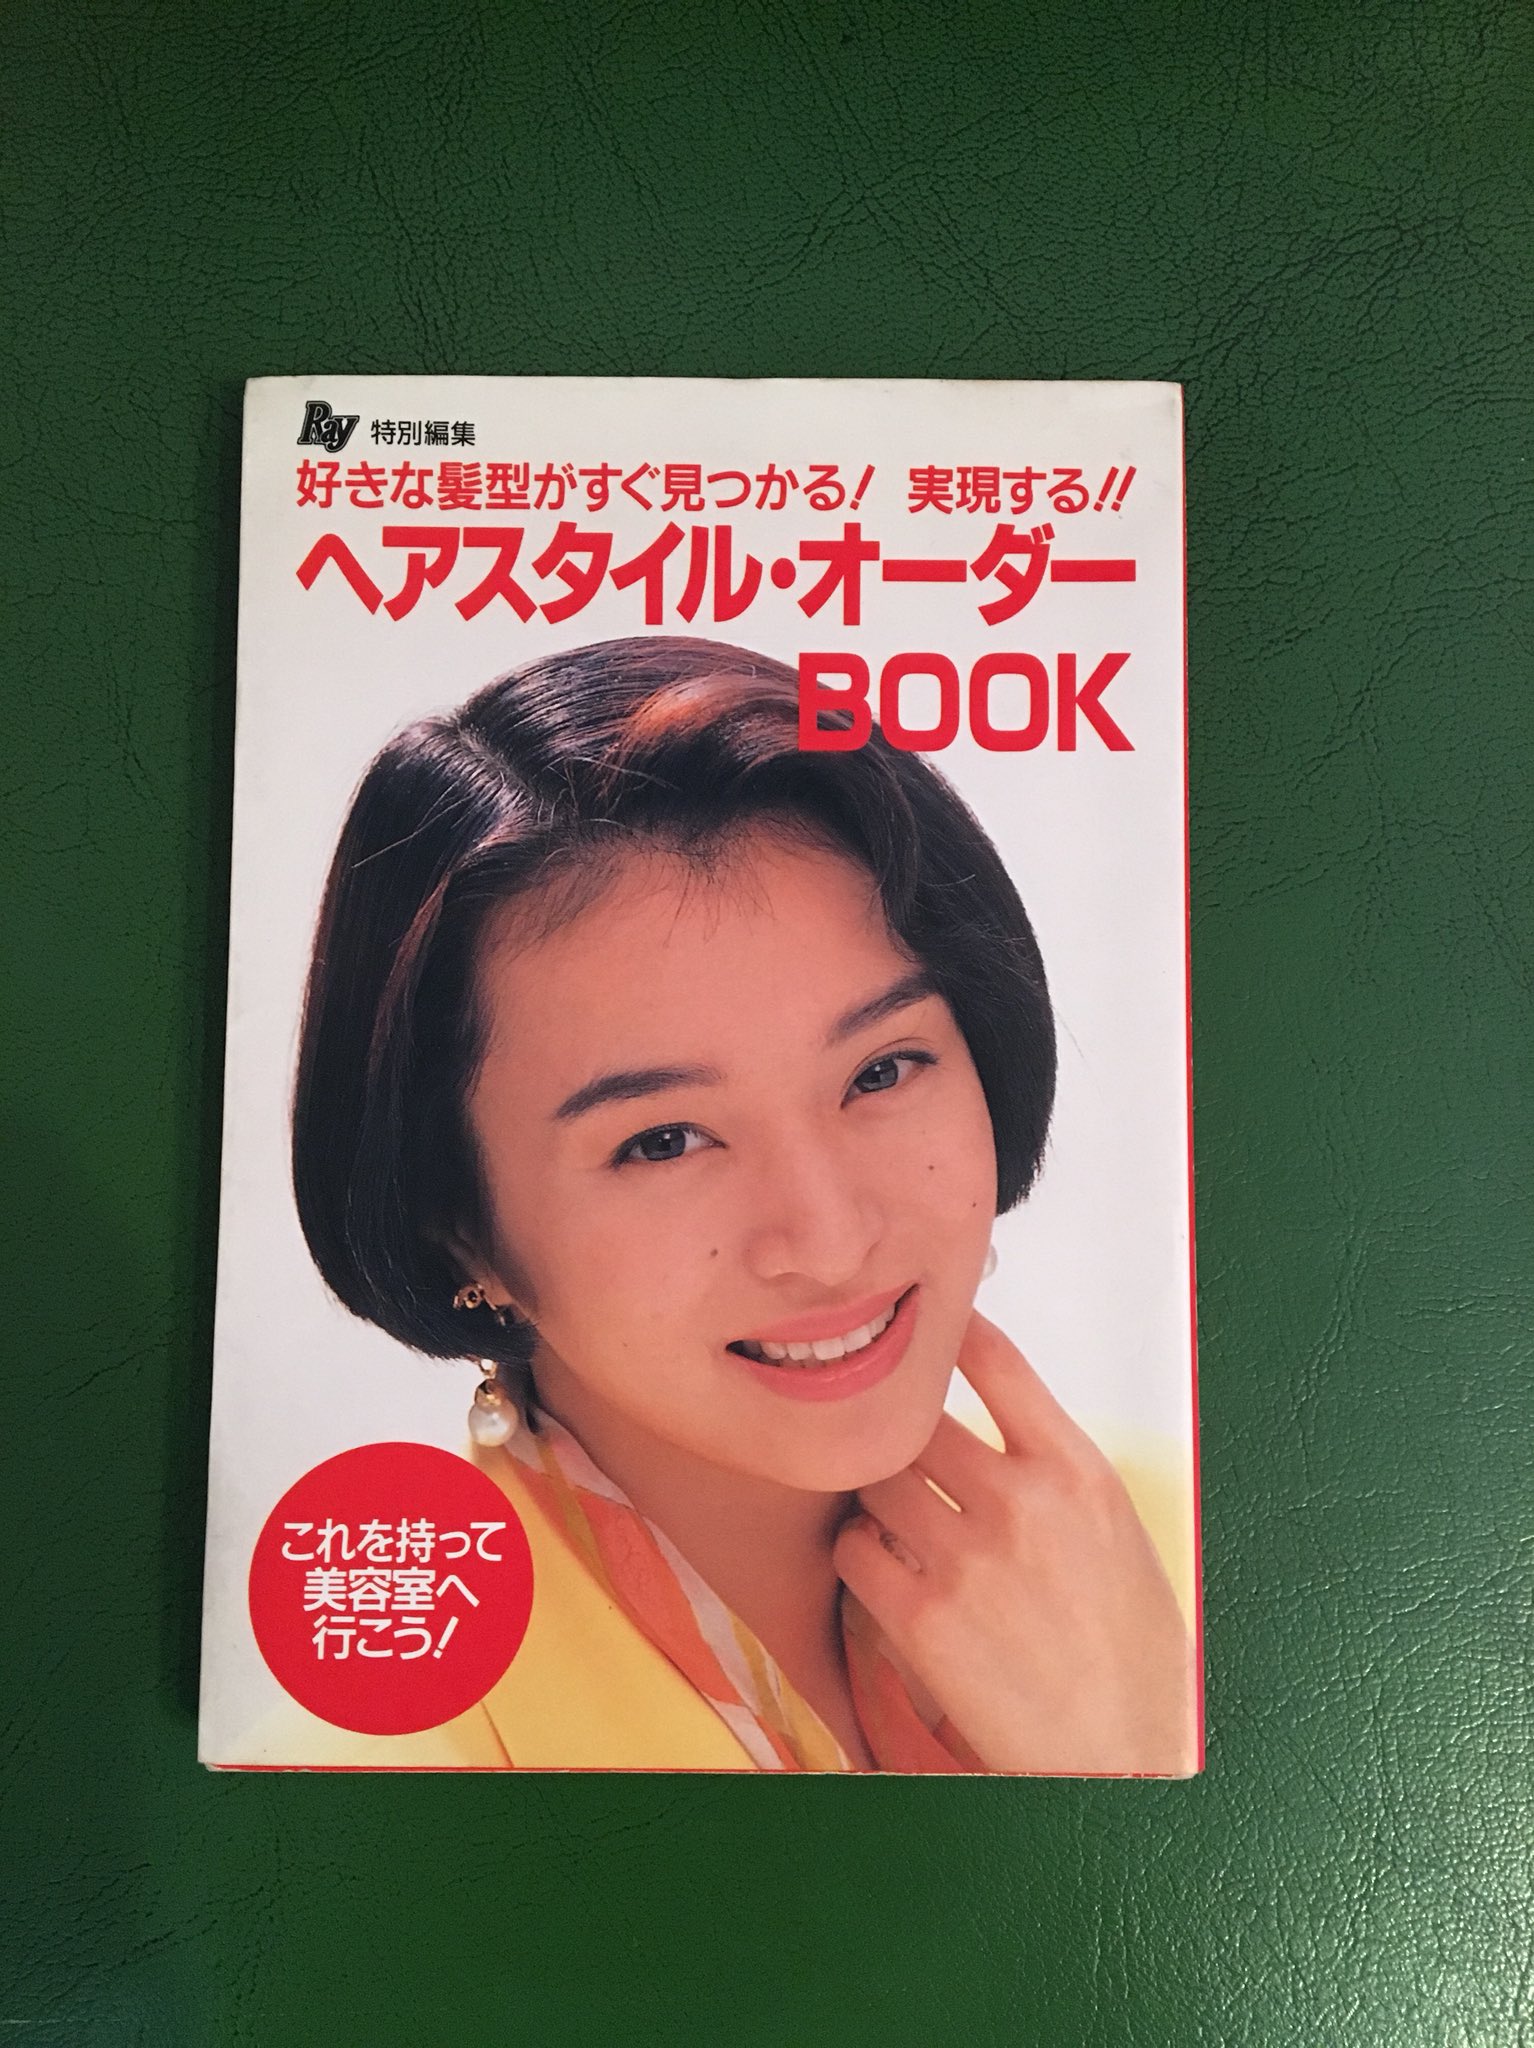 Ray 特別編集
好きな髪型がすぐ見つかる! 実現する!!
ヘアスタイル・オーダー
BOOK
これを持って
美容室へ
行こう!